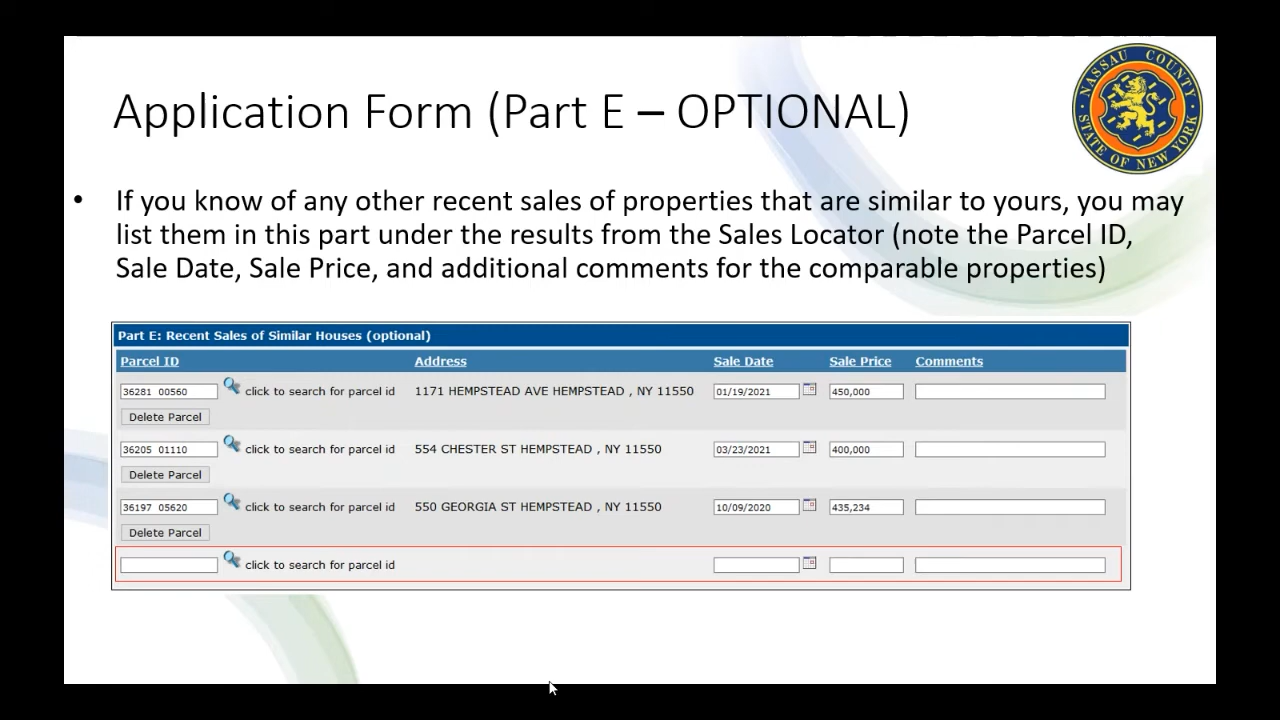 Application Form (Part E – OPTIONAL)
NASSAU COUNTY
STATE OF NEW YORK
• If you know of any other recent sales of properties that are similar to yours, you may
list them in this part under the results from the Sales Locator (note the Parcel ID,
Sale Date, Sale Price, and additional comments for the comparable properties)
Part E: Recent Sales of Similar Houses (optional)
Parcel ID Address Sale Date Sale Price Comments
36281 00560 click to search for parcel id 1171 HEMPSTEAD AVE HEMPSTEAD , NY 11550 01/19/2021 450,000
Delete Parcel
36205 01110 click to search for parcel id 554 CHESTER ST HEMPSTEAD , NY 11550 03/23/2021 400,000
Delete Parcel
36197 05620 click to search for parcel id 550 GEORGIA ST HEMPSTEAD , NY 11550 10/09/2020 435,234
Delete Parcel
click to search for parcel id